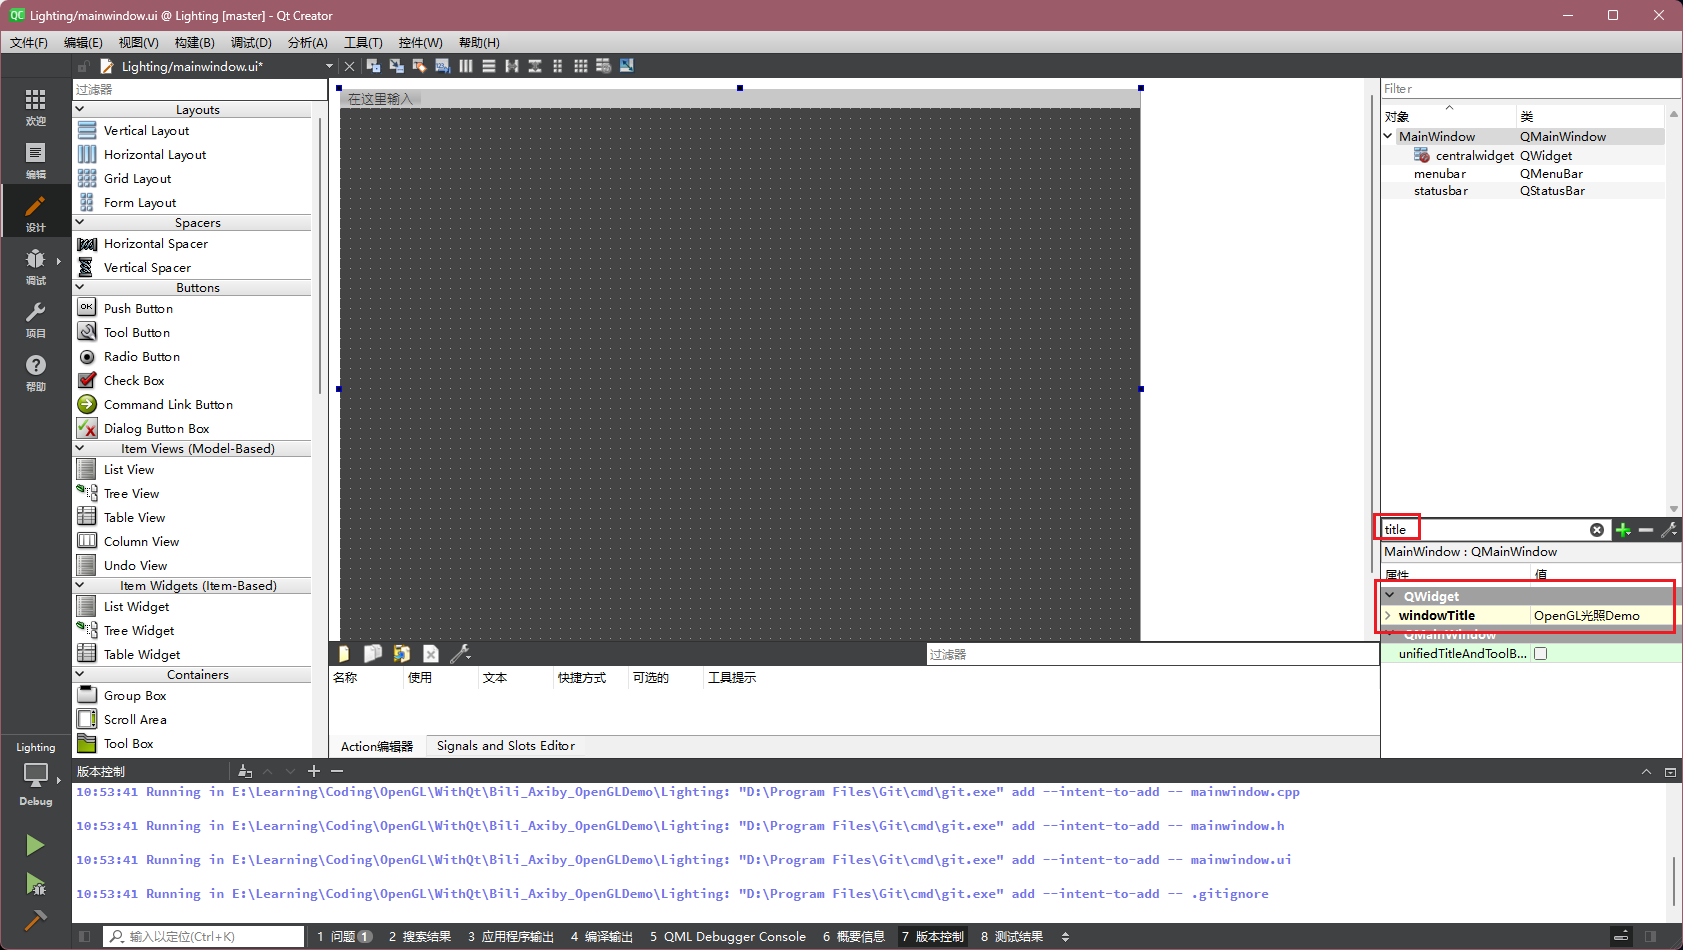 Lighting/mainwindow.ui @ Lighting [master] - Qt Creator
文件(F) 编辑(E) 视图(V) 构建(B) 调试(D) 分析(A) 工具(T) 控件(W) 帮助(H)
Lighting/mainwindow.ui*
欢迎
编辑
设计
调试
项目
帮助
Lighting
Debug
过滤器
Layouts
Vertical Layout
Horizontal Layout
Grid Layout
Form Layout
Spacers
Horizontal Spacer
Vertical Spacer
Buttons
OK Push Button
Tool Button
Radio Button
Check Box
Command Link Button
Dialog Button Box
Item Views (Model-Based)
List View
Tree View
Table View
Column View
Undo View
Item Widgets (Item-Based)
List Widget
Tree Widget
Table Widget
Containers
Group Box
Scroll Area
Tool Box
在这里输入
过滤器
名称 使用 文本 快捷方式 可选的 工具提示
Action编辑器 Signals and Slots Editor
Filter
对象 类
MainWindow QMainWindow
centralwidget QWidget
menubar QMenuBar
statusbar QStatusBar
title
MainWindow : QMainWindow
属性 值
QWidget
windowTitle OpenGL光照Demo
QMainWindow
unifiedTitleAndToolB...
版本控制
10:53:41 Running in E:\Learning\Coding\OpenGL\WithQt\Bili_Axiby_OpenGLDemo\Lighting: "D:\Program Files\Git\cmd\git.exe" add --intent-to-add -- mainwindow.cpp
10:53:41 Running in E:\Learning\Coding\OpenGL\WithQt\Bili_Axiby_OpenGLDemo\Lighting: "D:\Program Files\Git\cmd\git.exe" add --intent-to-add -- mainwindow.h
10:53:41 Running in E:\Learning\Coding\OpenGL\WithQt\Bili_Axiby_OpenGLDemo\Lighting: "D:\Program Files\Git\cmd\git.exe" add --intent-to-add -- mainwindow.ui
10:53:41 Running in E:\Learning\Coding\OpenGL\WithQt\Bili_Axiby_OpenGLDemo\Lighting: "D:\Program Files\Git\cmd\git.exe" add --intent-to-add -- .gitignore
输入以定位(Ctrl+K) 1 问题 1 2 搜索结果 3 应用程序输出 4 编译输出 5 QML Debugger Console 6 概要信息 7 版本控制 8 测试结果